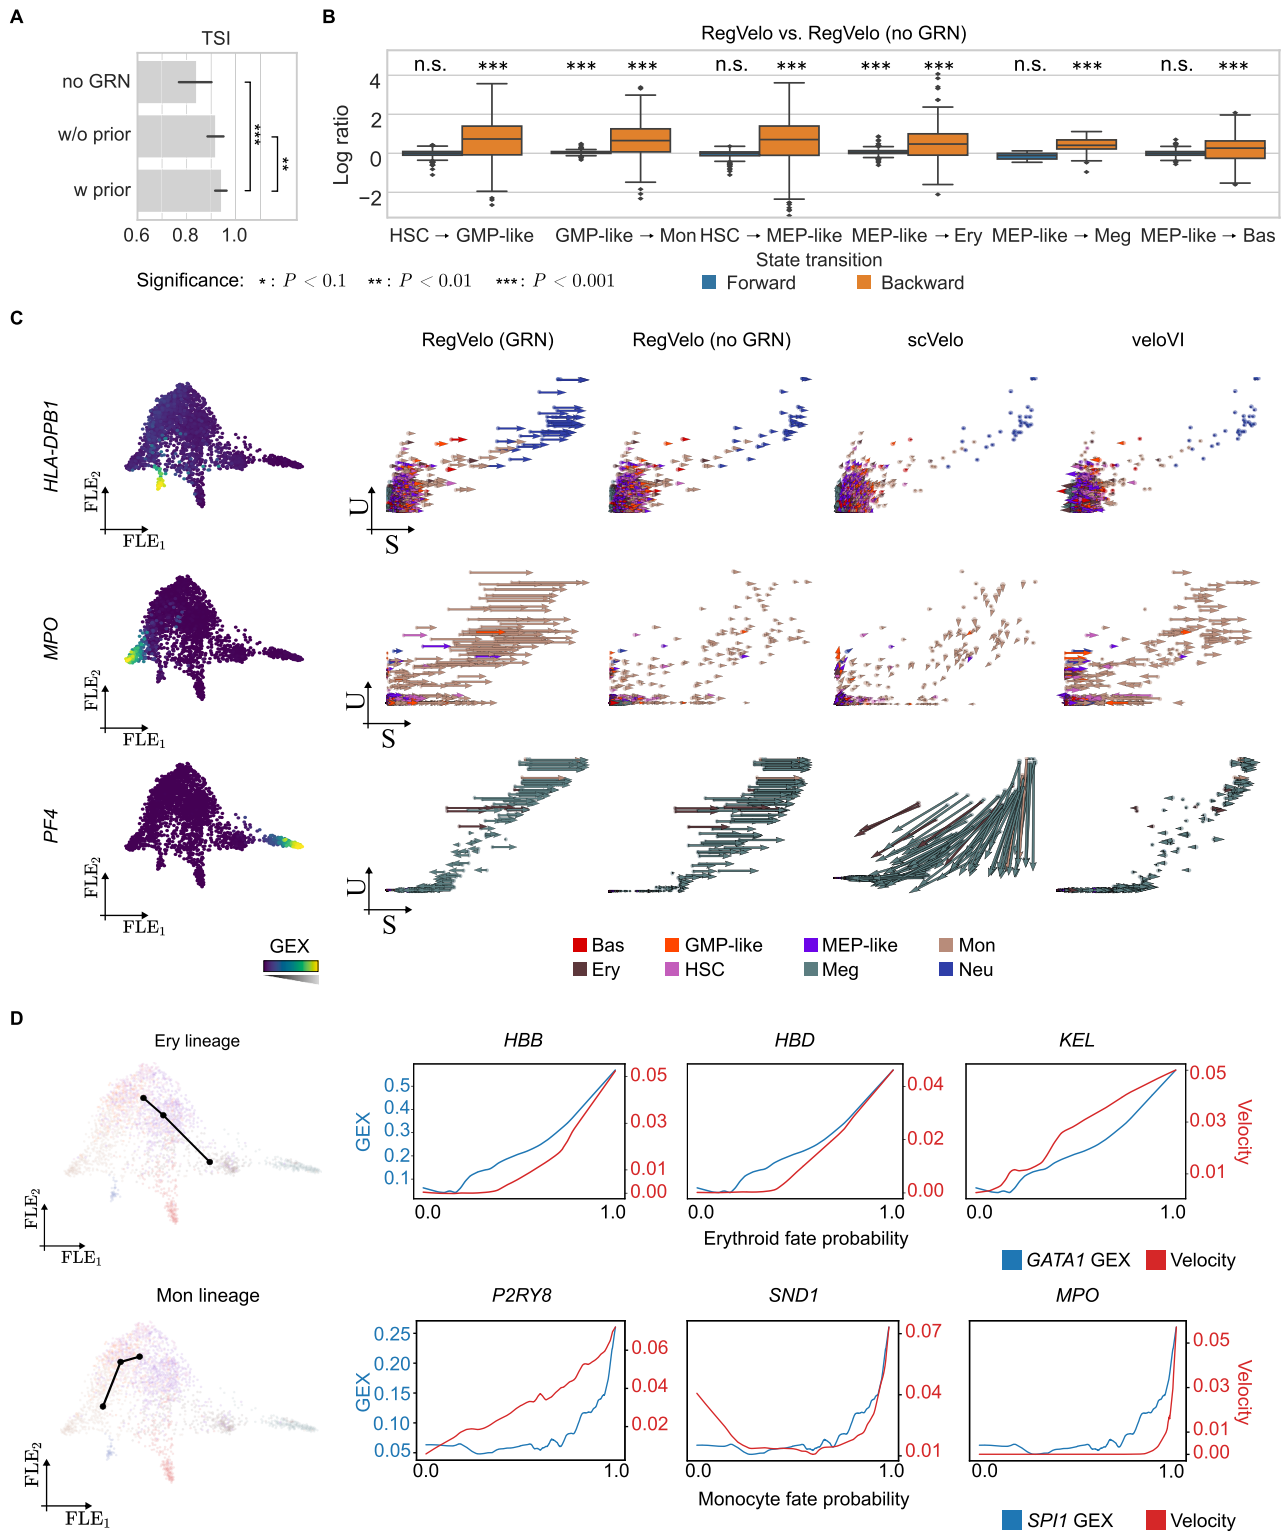 A
TSI
no GRN
w/o prior
w prior
***
**
0.6 0.8 1.0
B
RegVelo vs. RegVelo (no GRN)
n.s. *** *** *** n.s. *** *** *** n.s. *** n.s. ***
Log ratio
4
2
0
−2
HSC → GMP-like GMP-like → Mon HSC → MEP-like MEP-like → Ery MEP-like → Meg MEP-like → Bas
State transition
Forward Backward
Significance: *: P < 0.1 **: P < 0.01 ***: P < 0.001
C
RegVelo (GRN) RegVelo (no GRN) scVelo veloVI
HLA-DPB1
FLE2
FLE1
U
S
MPO
FLE2
FLE1
U
S
PF4
FLE2
FLE1
U
S
GEX
Bas GMP-like MEP-like Mon
Ery HSC Meg Neu
D
Ery lineage
FLE2
FLE1
HBB HBD KEL
GEX
0.5
0.4
0.3
0.2
0.1
0.05
0.03
0.01
0.00
0.04
0.02
0.00
0.05
0.03
0.01
Velocity
0.0 1.0 0.0 1.0 0.0 1.0
Erythroid fate probability
GATA1 GEX Velocity
Mon lineage
FLE2
FLE1
P2RY8 SND1 MPO
GEX
0.25
0.20
0.15
0.10
0.05
0.06
0.04
0.02
0.07
0.04
0.01
0.05
0.03
0.01
0.00
Velocity
0.0 1.0 0.0 1.0 0.0 1.0
Monocyte fate probability
SPI1 GEX Velocity